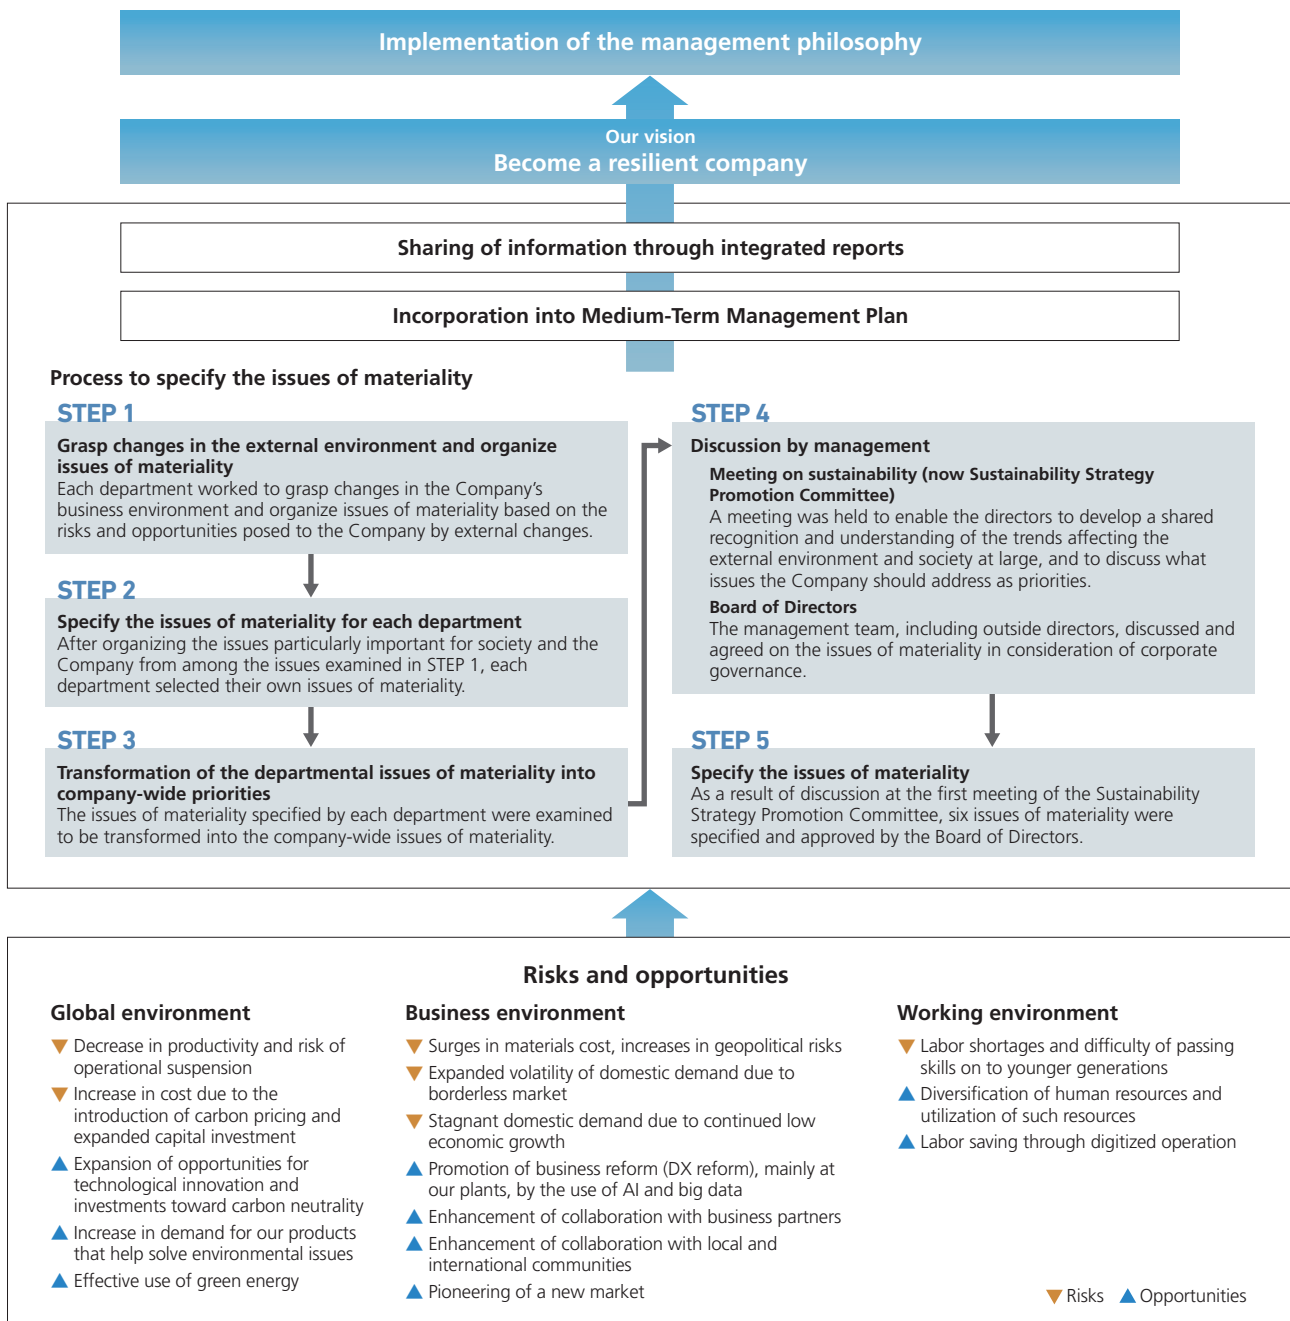 Implementation of the management philosophy
Our vision
Become a resilient company
Sharing of information through integrated reports
Incorporation into Medium-Term Management Plan
Process to specify the issues of materiality
STEP 1
Grasp changes in the external environment and organize
issues of materiality
Each department worked to grasp changes in the Company's
business environment and organize issues of materiality based on the
risks and opportunities posed to the Company by external changes.
STEP 2
Specify the issues of materiality for each department
After organizing the issues particularly important for society and the
Company from among the issues examined in STEP 1, each
department selected their own issues of materiality.
STEP 3
Transformation of the departmental issues of materiality into
company-wide priorities
The issues of materiality specified by each department were examined
to be transformed into the company-wide issues of materiality.
STEP 4
Discussion by management
Meeting on sustainability (now Sustainability Strategy
Promotion Committee)
A meeting was held to enable the directors to develop a shared
recognition and understanding of the trends affecting the
external environment and society at large, and to discuss what
issues the Company should address as priorities.
Board of Directors
The management team, including outside directors, discussed and
agreed on the issues of materiality in consideration of corporate
governance.
STEP 5
Specify the issues of materiality
As a result of discussion at the first meeting of the Sustainability
Strategy Promotion Committee, six issues of materiality were
specified and approved by the Board of Directors.
Risks and opportunities
Global environment
▼ Decrease in productivity and risk of
operational suspension
▼ Increase in cost due to the
introduction of carbon pricing and
expanded capital investment
▲ Expansion of opportunities for
technological innovation and
investments toward carbon neutrality
▲ Increase in demand for our products
that help solve environmental issues
▲ Effective use of green energy
Business environment
▼ Surges in materials cost, increases in geopolitical risks
▼ Expanded volatility of domestic demand due to
borderless market
▼ Stagnant domestic demand due to continued low
economic growth
▲ Promotion of business reform (DX reform), mainly at
our plants, by the use of AI and big data
▲ Enhancement of collaboration with business partners
▲ Enhancement of collaboration with local and
international communities
▲ Pioneering of a new market
Working environment
▼ Labor shortages and difficulty of passing
skills on to younger generations
▲ Diversification of human resources and
utilization of such resources
▲ Labor saving through digitized operation
▼ Risks ▲ Opportunities